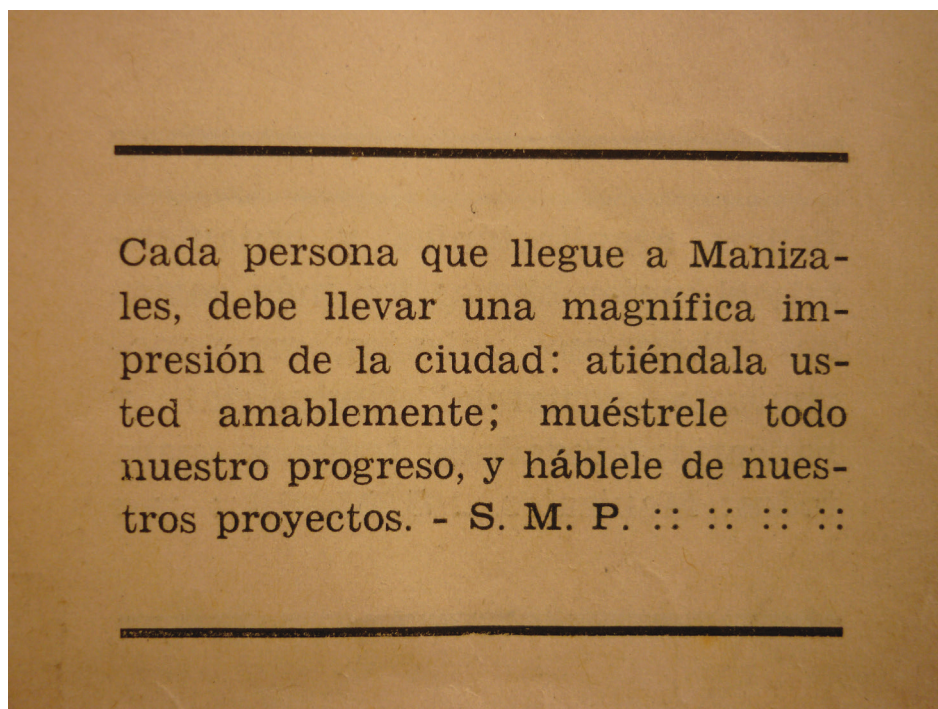 Cada persona que llegue a Maniza-
les, debe llevar una magnífica im-
presión de la ciudad: atiéndala us-
ted amablemente; muéstrele todo
nuestro progreso, y háblele de nues-
tros proyectos. - S. M. P. :: :: :: ::